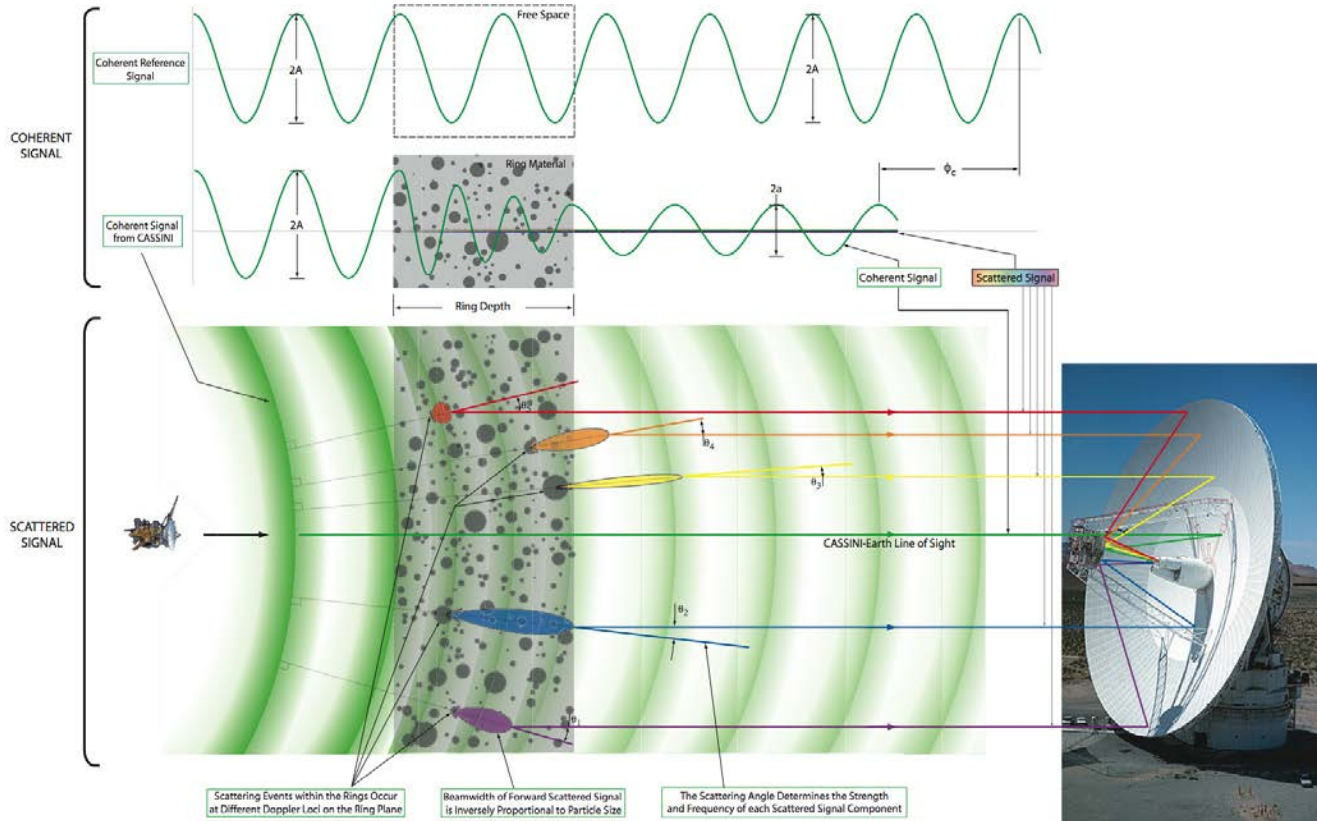 Free Space
Coherent Reference
Signal
2A
2A
COHERENT
SIGNAL
Ring Material
ϕc
2a
Coherent Signal
from CASSINI
2A
Coherent Signal
Scattered Signal
Ring Depth
θ5
θ4
θ3
SCATTERED
SIGNAL
CASSINI-Earth Line of Sight
θ2
θ1
Scattering Events within the Rings Occur
at Different Doppler Loci on the Ring Plane
Beamwidth of Forward Scattered Signal
is Inversely Proportional to Particle Size
The Scattering Angle Determines the Strength
and Frequency of each Scattered Signal Component